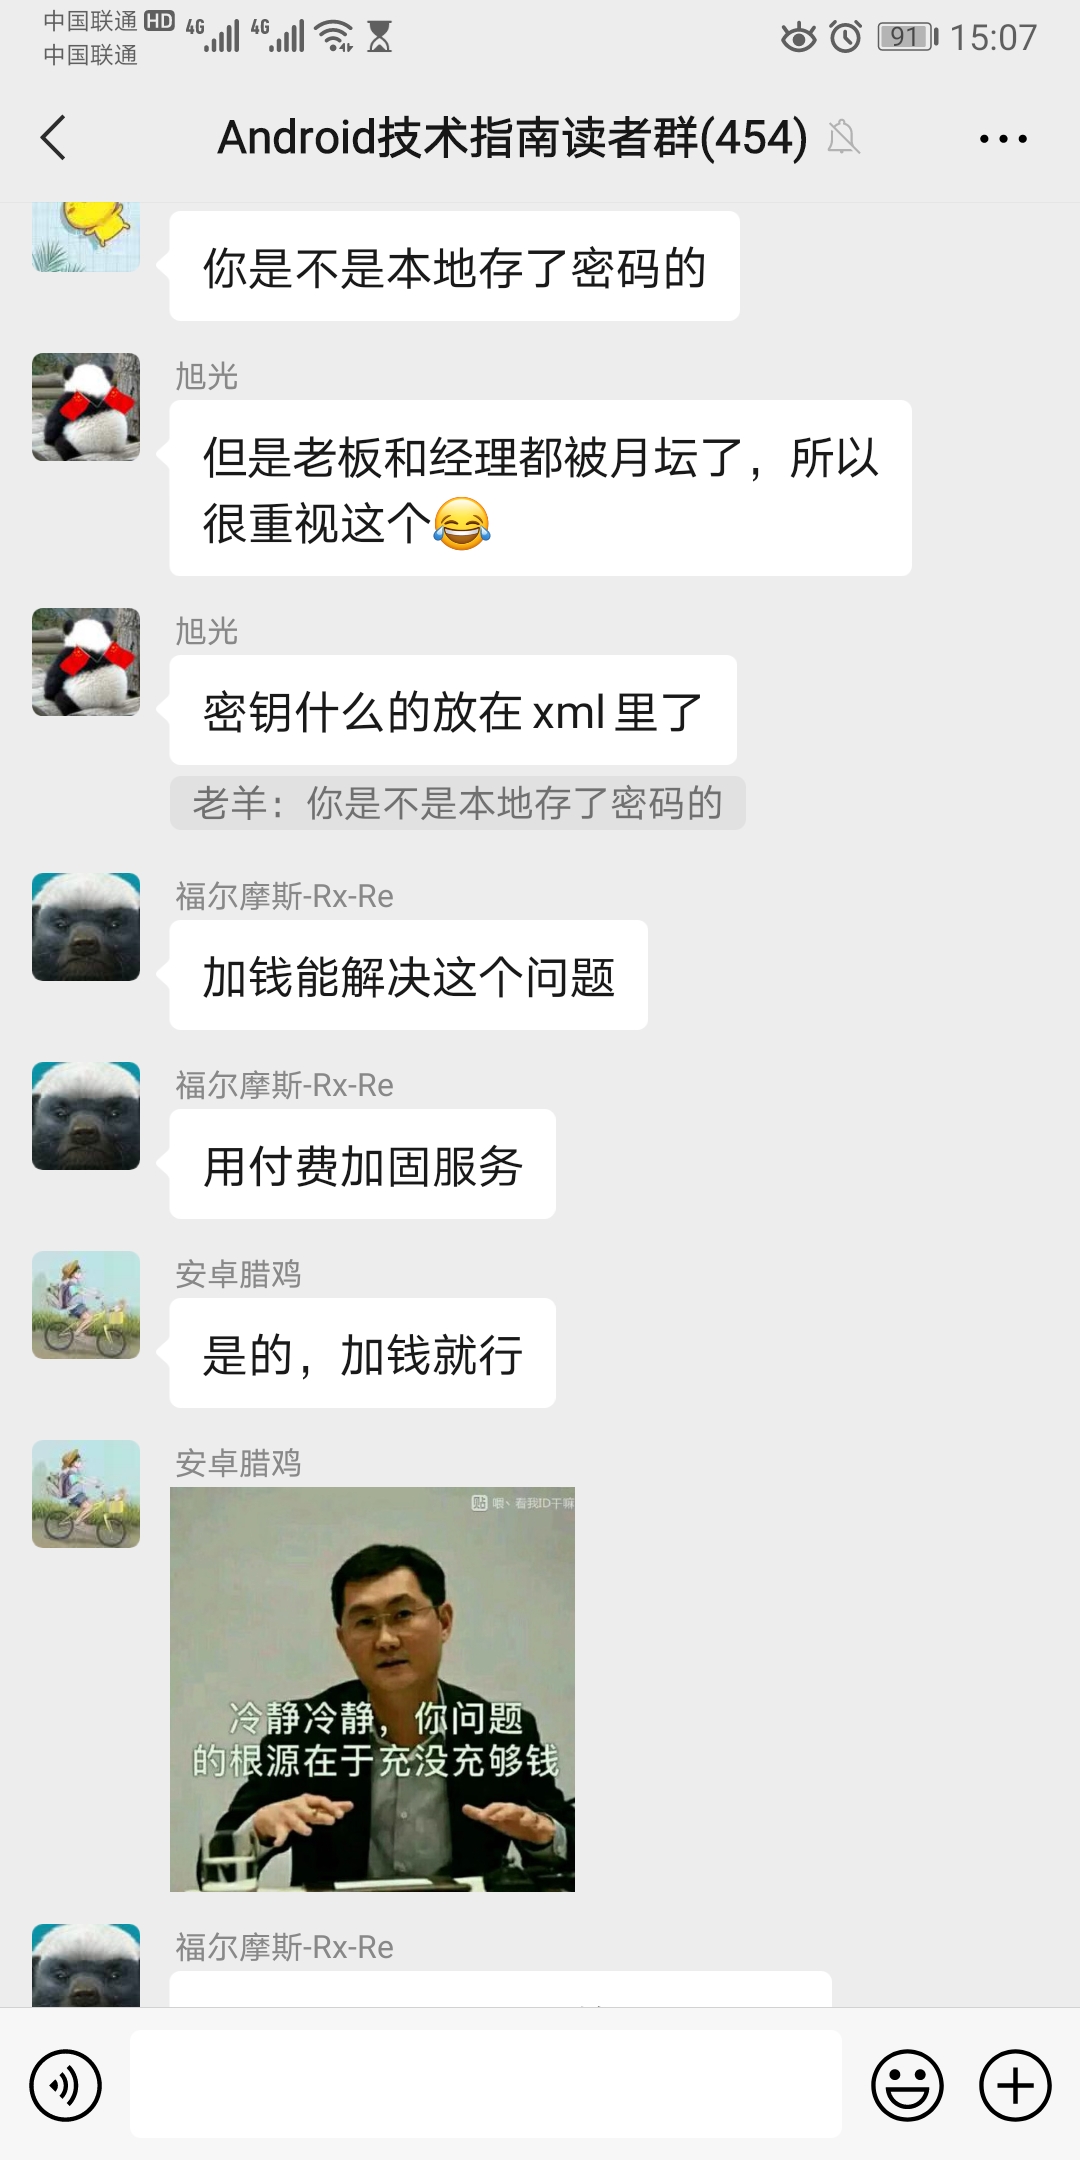 中国联通 HD 4G 4G 91 15:07
中国联通
Android技术指南读者群(454)
你是不是本地存了密码的
旭光
但是老板和经理都被月坛了，所以
很重视这个😂
旭光
密钥什么的放在 xml 里了
老羊：你是不是本地存了密码的
福尔摩斯-Rx-Re
加钱能解决这个问题
福尔摩斯-Rx-Re
用付费加固服务
安卓腊鸡
是的，加钱就行
安卓腊鸡
贴 喂丶看我ID干嘛
冷静冷静，你问题
的根源在于充没充够钱
福尔摩斯-Rx-Re